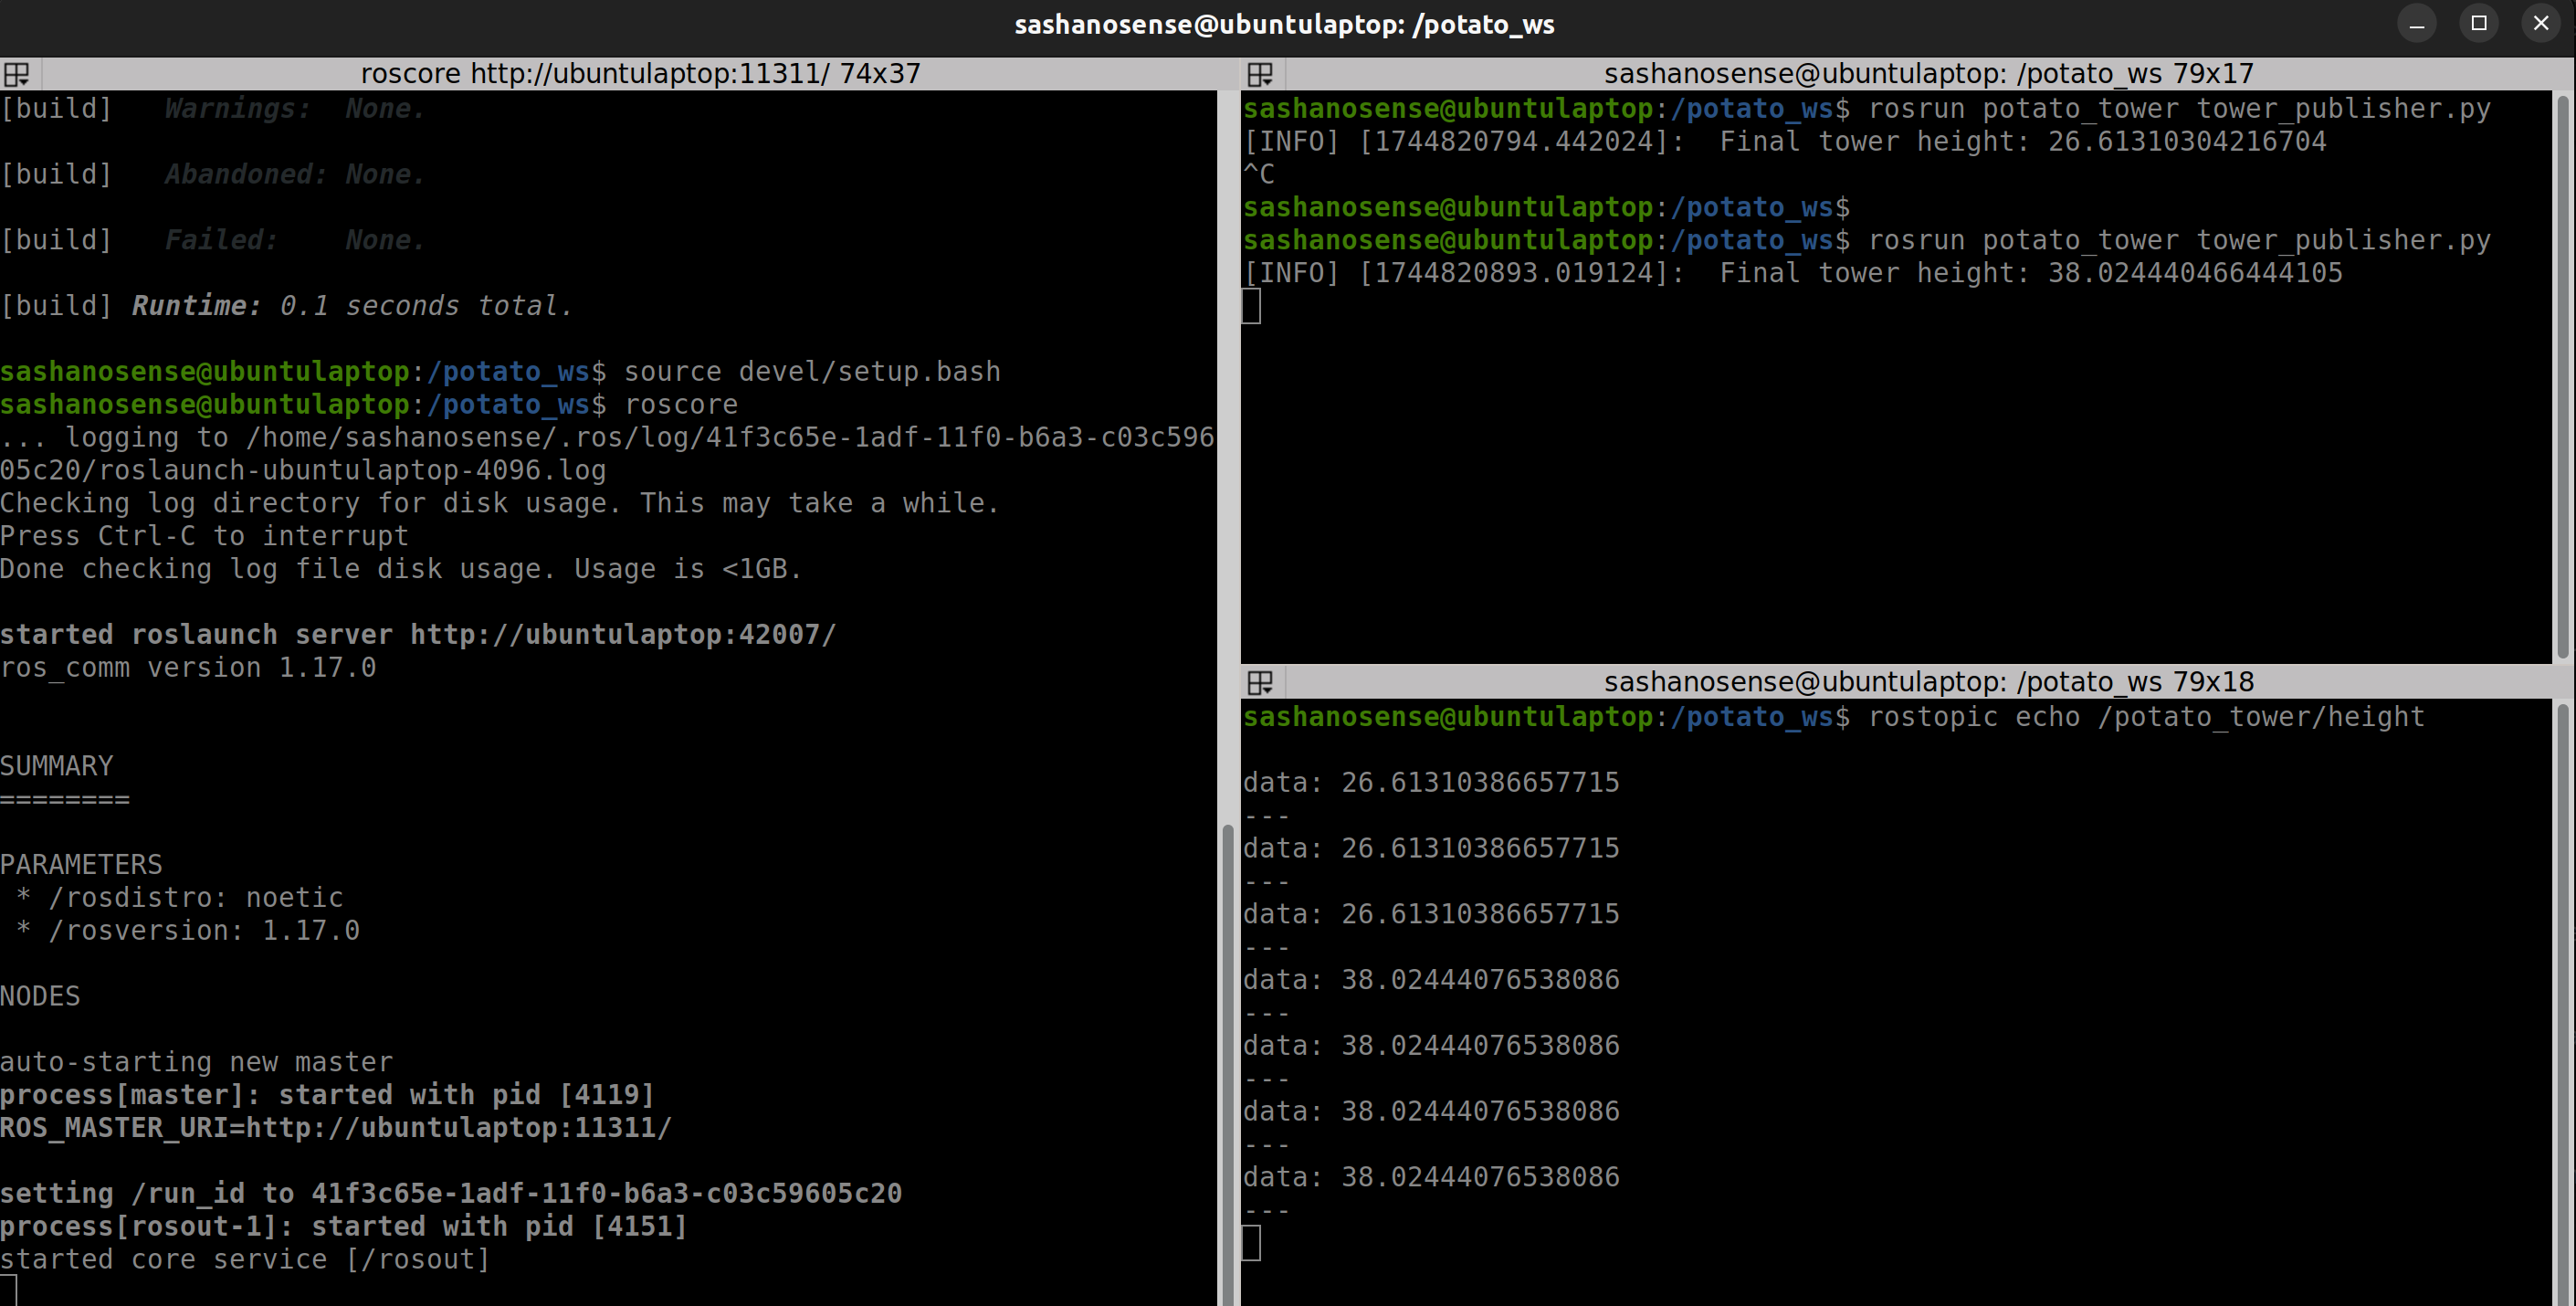 sashanosense@ubuntulaptop: /potato_ws
roscore http://ubuntulaptop:11311/ 74x37
[build]   Warnings:  None.
[build]   Abandoned: None.
[build]   Failed:    None.
[build] Runtime: 0.1 seconds total.
sashanosense@ubuntulaptop:/potato_ws$ source devel/setup.bash
sashanosense@ubuntulaptop:/potato_ws$ roscore
... logging to /home/sashanosense/.ros/log/41f3c65e-1adf-11f0-b6a3-c03c596
05c20/roslaunch-ubuntulaptop-4096.log
Checking log directory for disk usage. This may take a while.
Press Ctrl-C to interrupt
Done checking log file disk usage. Usage is <1GB.
started roslaunch server http://ubuntulaptop:42007/
ros_comm version 1.17.0
SUMMARY
========
PARAMETERS
 * /rosdistro: noetic
 * /rosversion: 1.17.0
NODES
auto-starting new master
process[master]: started with pid [4119]
ROS_MASTER_URI=http://ubuntulaptop:11311/
setting /run_id to 41f3c65e-1adf-11f0-b6a3-c03c59605c20
process[rosout-1]: started with pid [4151]
started core service [/rosout]
sashanosense@ubuntulaptop: /potato_ws 79x17
sashanosense@ubuntulaptop:/potato_ws$ rosrun potato_tower tower_publisher.py
[INFO] [1744820794.442024]:  Final tower height: 26.61310304216704
^C
sashanosense@ubuntulaptop:/potato_ws$
sashanosense@ubuntulaptop:/potato_ws$ rosrun potato_tower tower_publisher.py
[INFO] [1744820893.019124]:  Final tower height: 38.024440466444105
sashanosense@ubuntulaptop: /potato_ws 79x18
sashanosense@ubuntulaptop:/potato_ws$ rostopic echo /potato_tower/height
data: 26.61310386657715
---
data: 26.61310386657715
---
data: 26.61310386657715
---
data: 38.02444076538086
---
data: 38.02444076538086
---
data: 38.02444076538086
---
data: 38.02444076538086
---